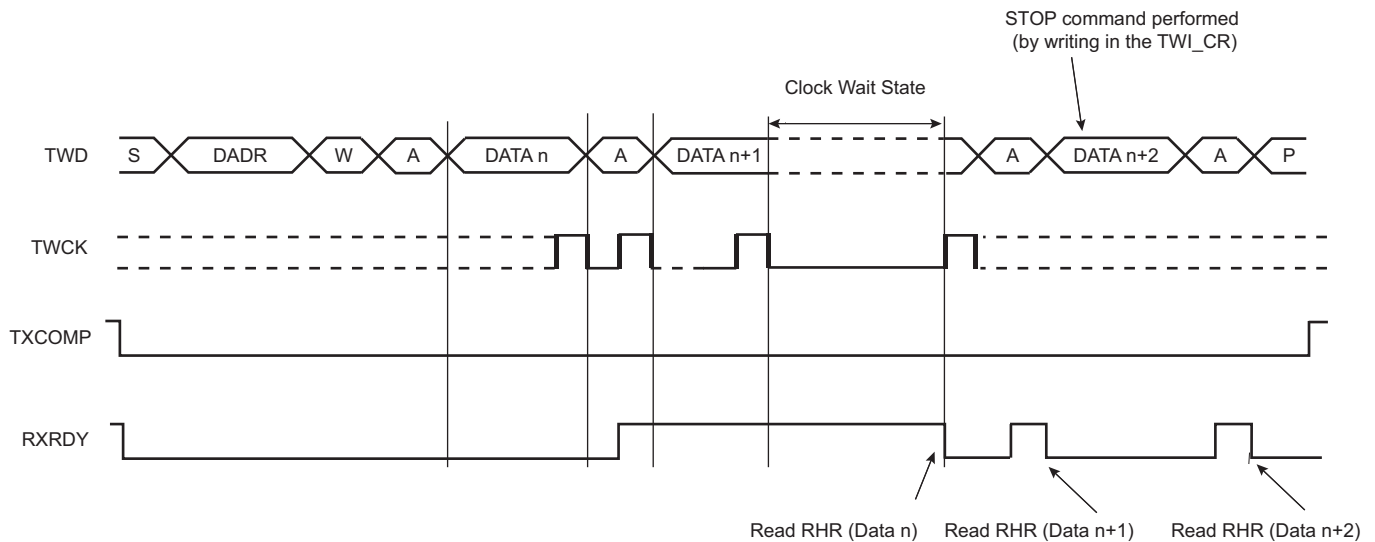 STOP command performed
(by writing in the TWI_CR)
Clock Wait State
TWD S DADR W A DATA n A DATA n+1 A DATA n+2 A P
TWCK
TXCOMP
RXRDY
Read RHR (Data n) Read RHR (Data n+1) Read RHR (Data n+2)